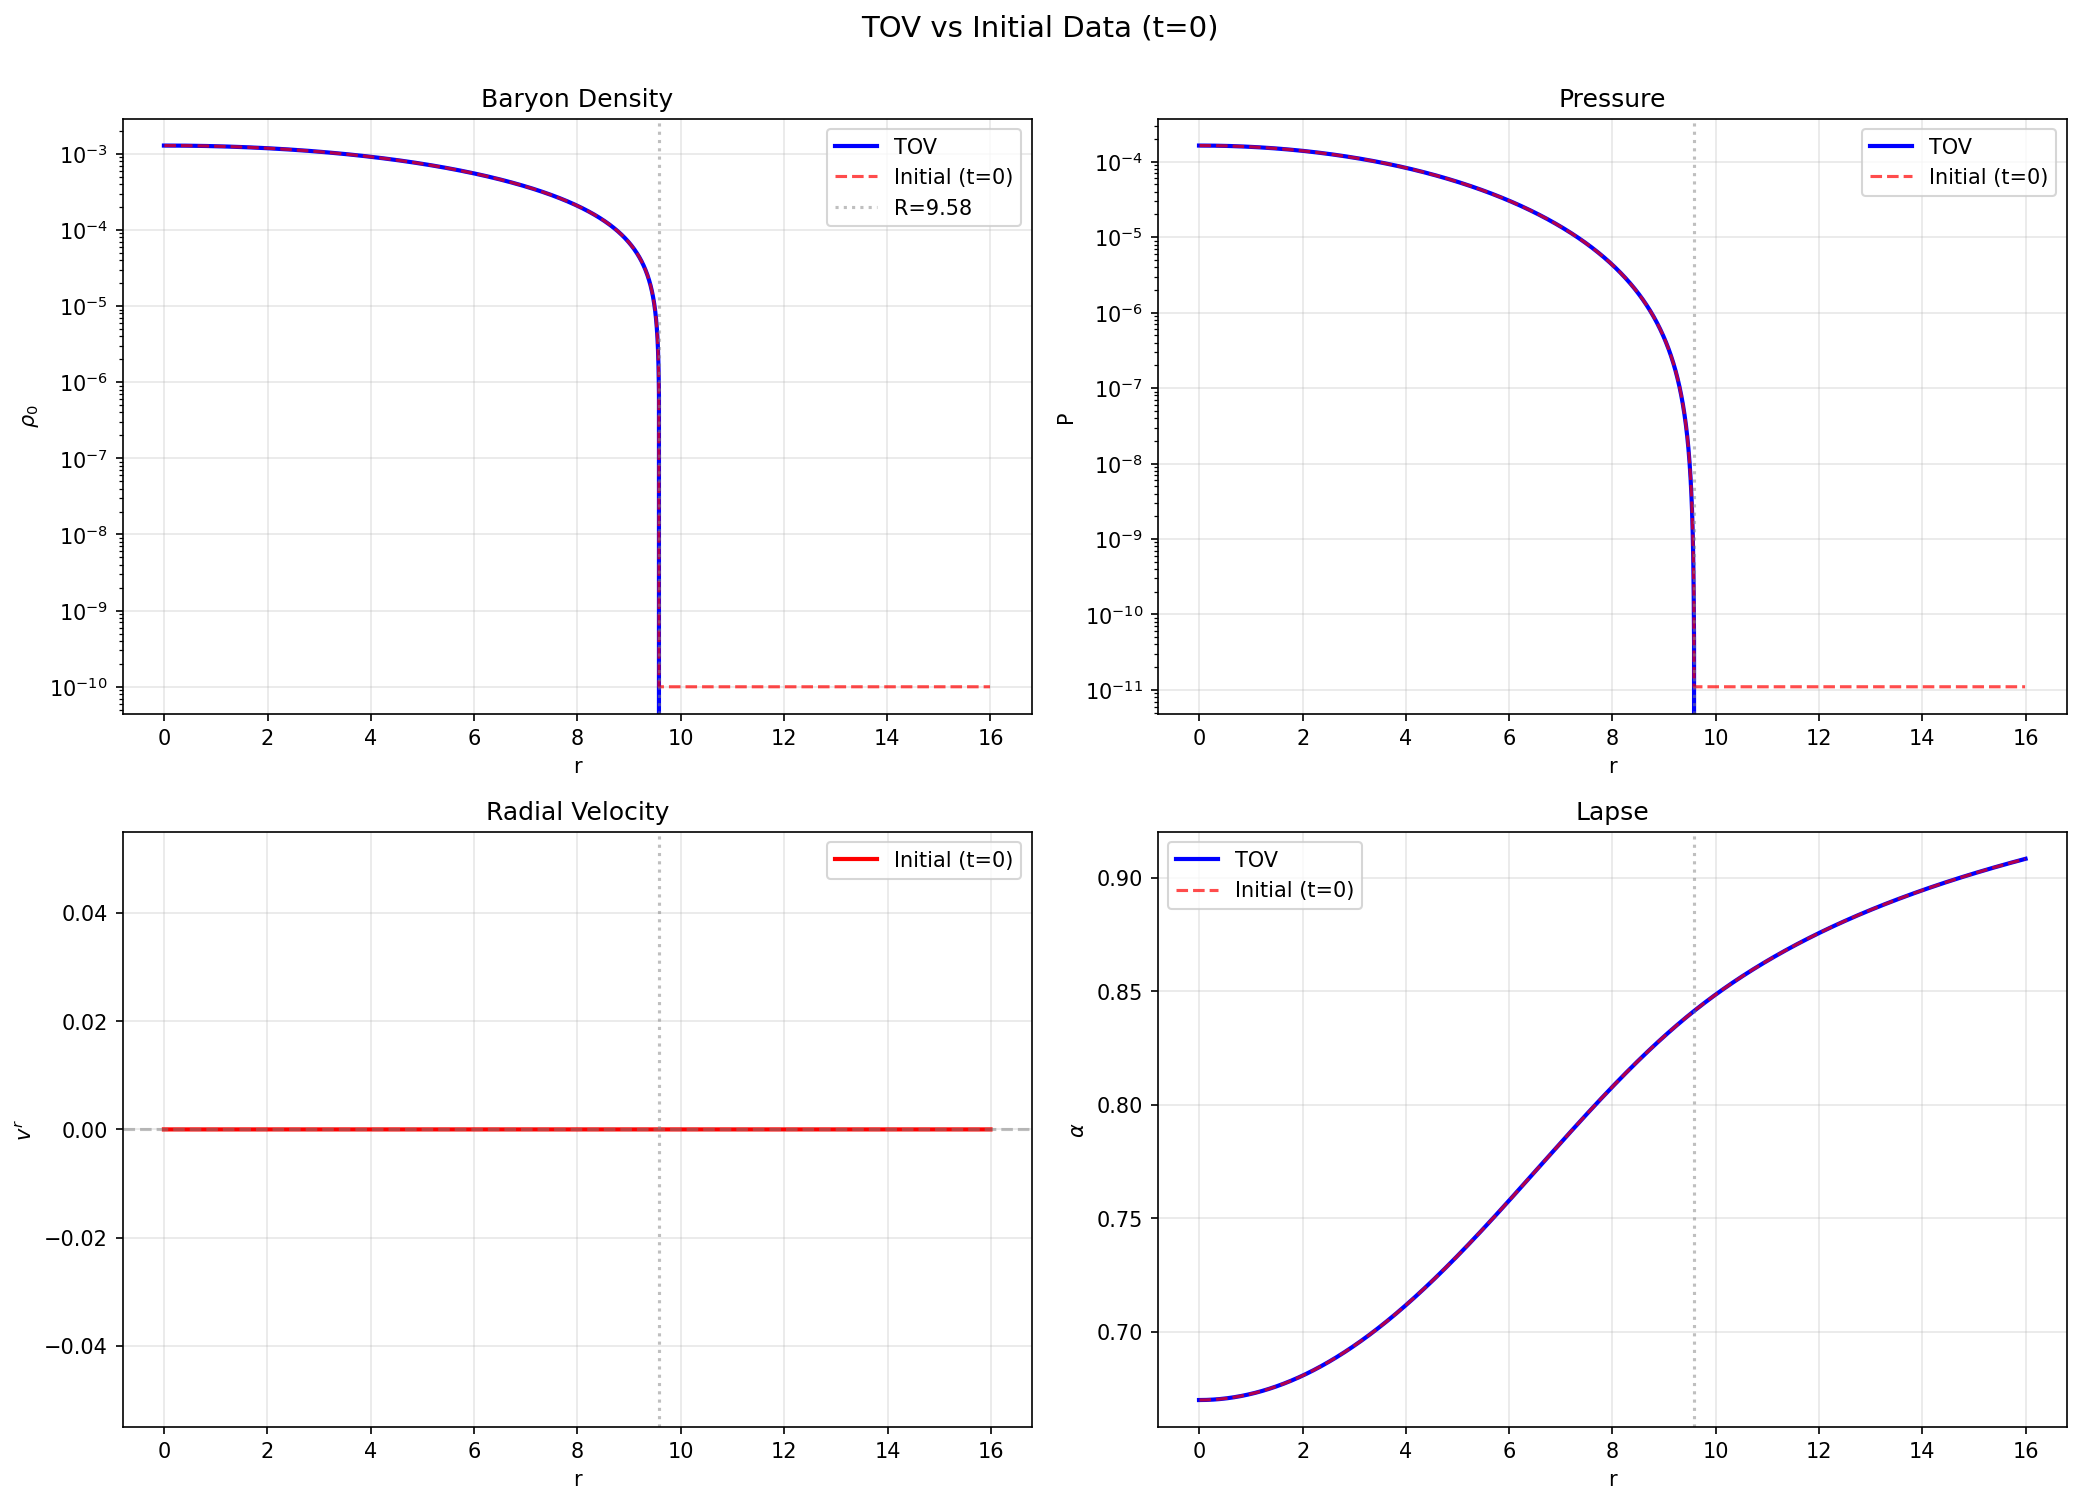 TOV vs Initial Data (t=0)
Baryon Density
ρ₀
10⁻³
10⁻⁴
10⁻⁵
10⁻⁶
10⁻⁷
10⁻⁸
10⁻⁹
10⁻¹⁰
TOV
Initial (t=0)
R=9.58
0 2 4 6 8 10 12 14 16
r
Pressure
P
10⁻⁴
10⁻⁵
10⁻⁶
10⁻⁷
10⁻⁸
10⁻⁹
10⁻¹⁰
10⁻¹¹
TOV
Initial (t=0)
0 2 4 6 8 10 12 14 16
r
Radial Velocity
vʳ
0.04
0.02
0.00
−0.02
−0.04
Initial (t=0)
0 2 4 6 8 10 12 14 16
r
Lapse
α
0.90
0.85
0.80
0.75
0.70
TOV
Initial (t=0)
0 2 4 6 8 10 12 14 16
r